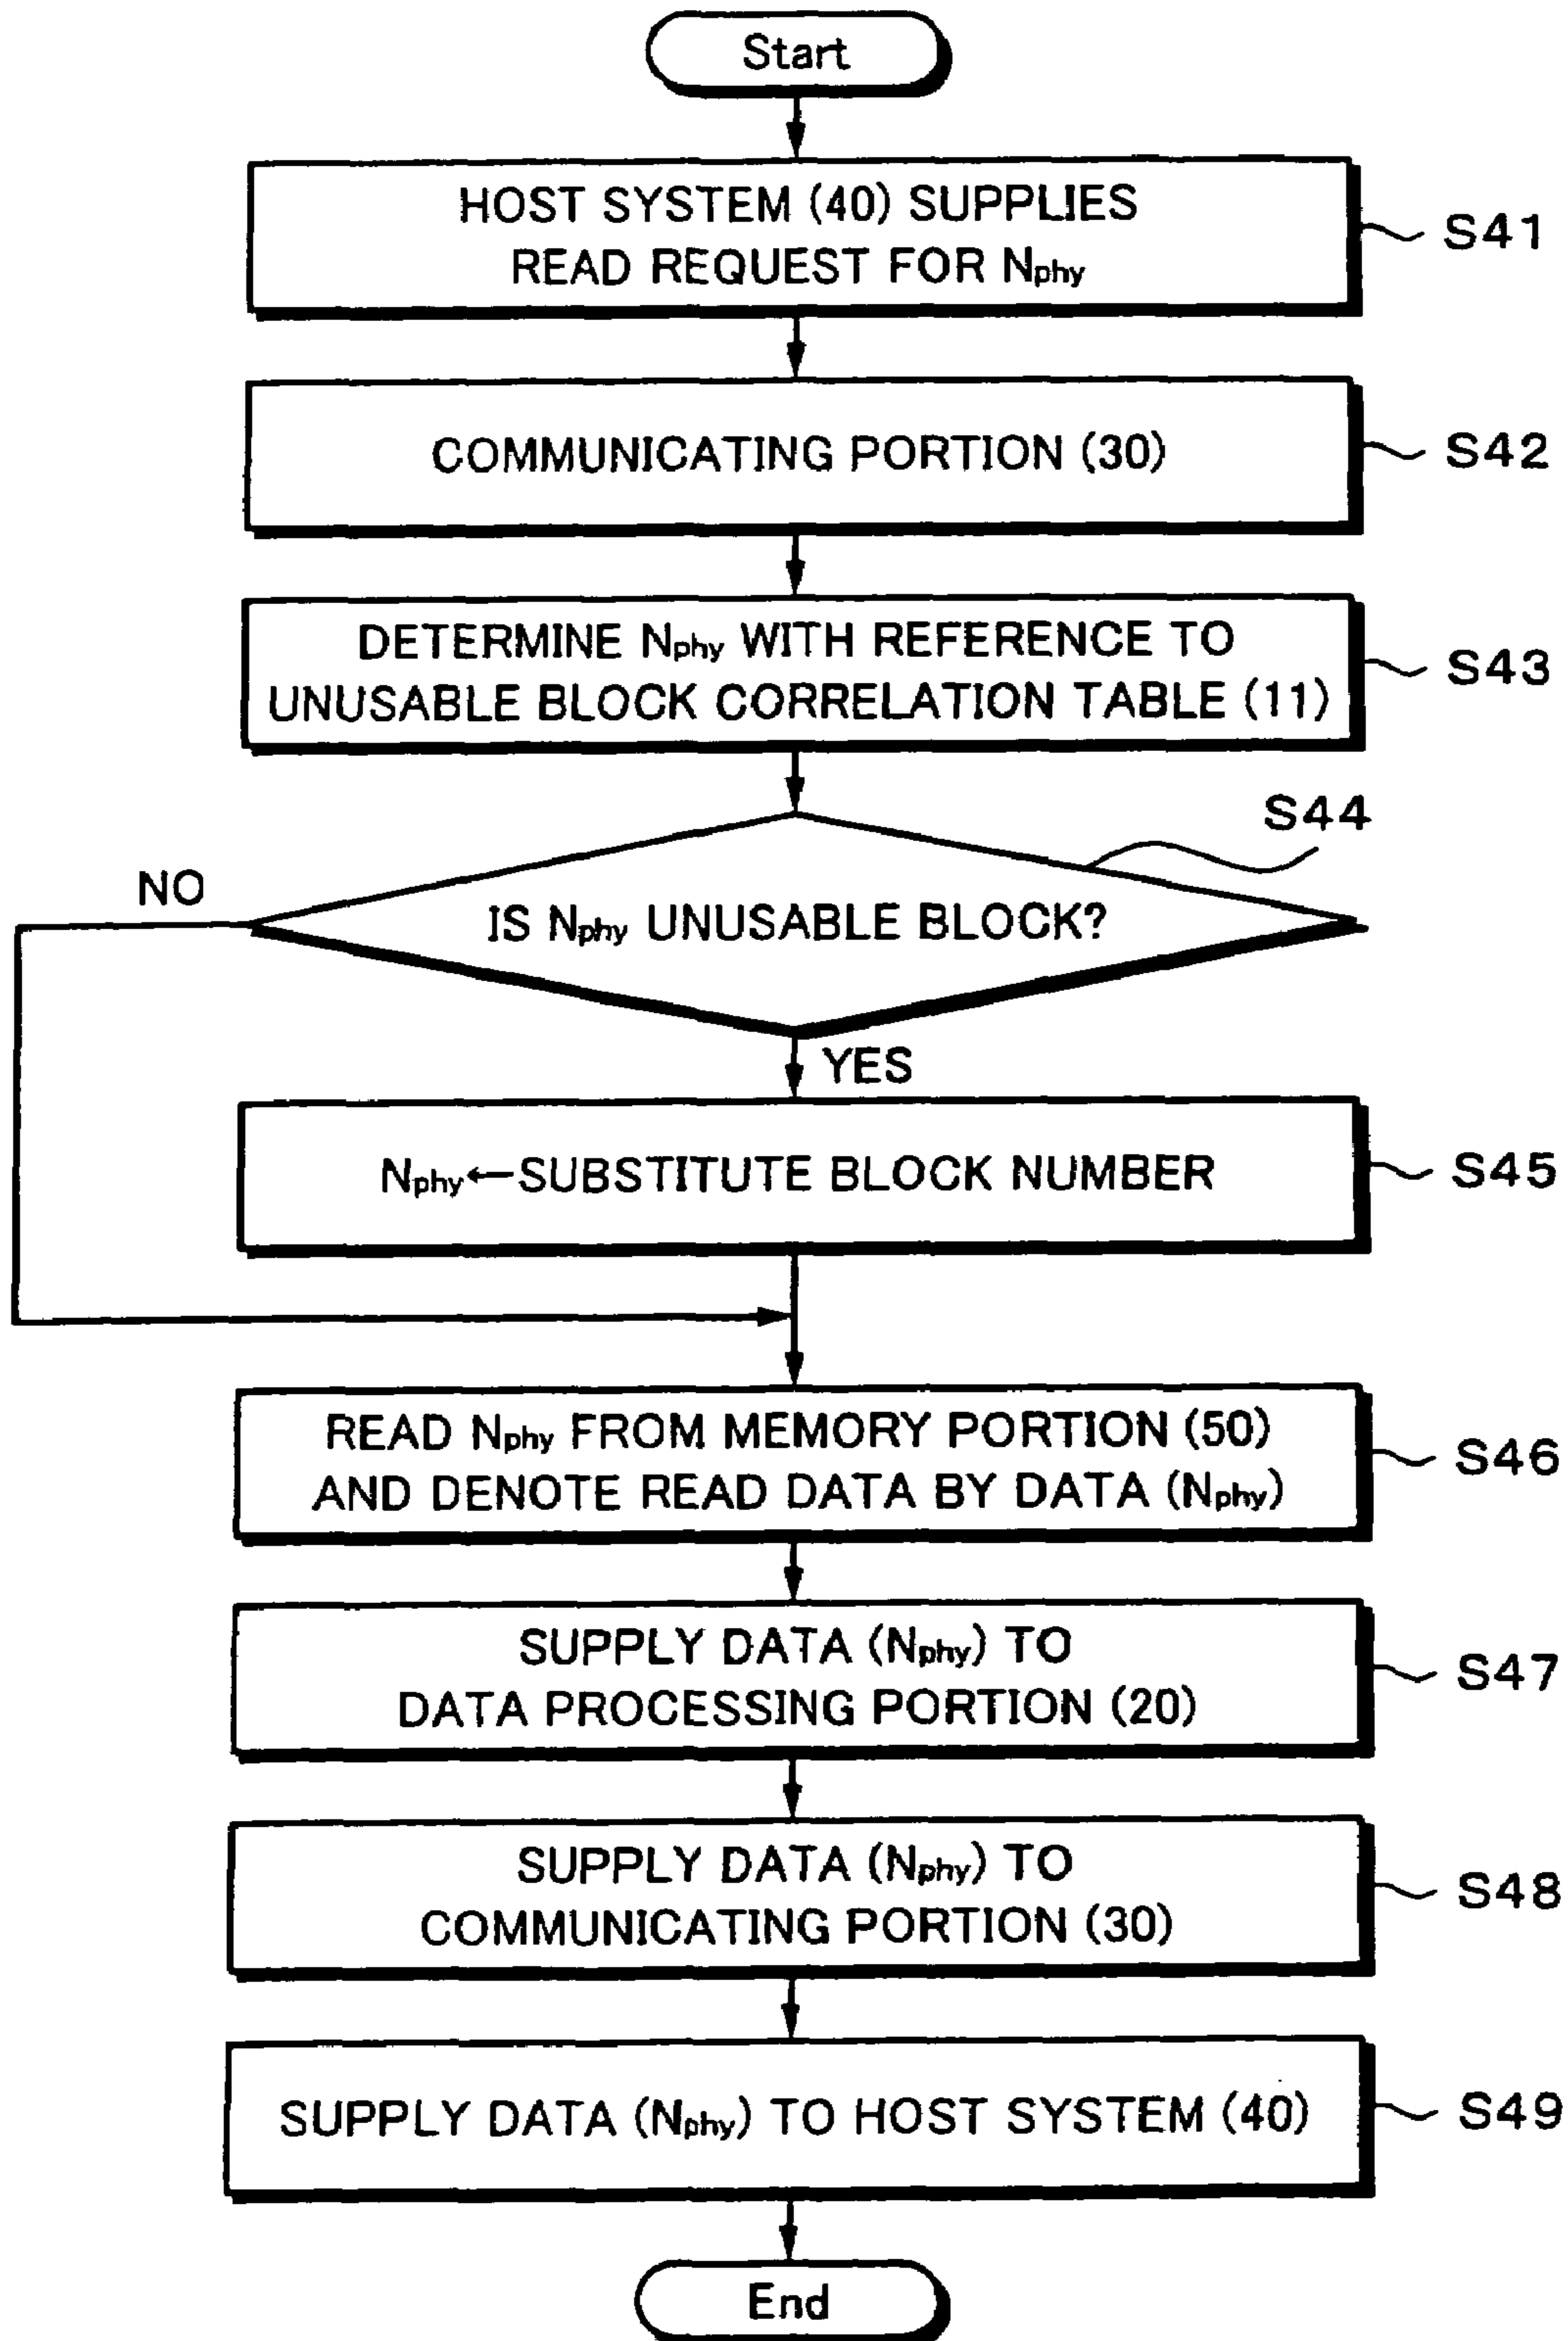 Start
HOST SYSTEM (40) SUPPLIES
READ REQUEST FOR Nphy
S41
COMMUNICATING PORTION (30)
S42
DETERMINE Nphy WITH REFERENCE TO
UNUSABLE BLOCK CORRELATION TABLE (11)
S43
S44
NO
IS Nphy UNUSABLE BLOCK?
YES
Nphy←SUBSTITUTE BLOCK NUMBER
S45
READ Nphy FROM MEMORY PORTION (50)
AND DENOTE READ DATA BY DATA (Nphy)
S46
SUPPLY DATA (Nphy) TO
DATA PROCESSING PORTION (20)
S47
SUPPLY DATA (Nphy) TO
COMMUNICATING PORTION (30)
S48
SUPPLY DATA (Nphy) TO HOST SYSTEM (40)
S49
End